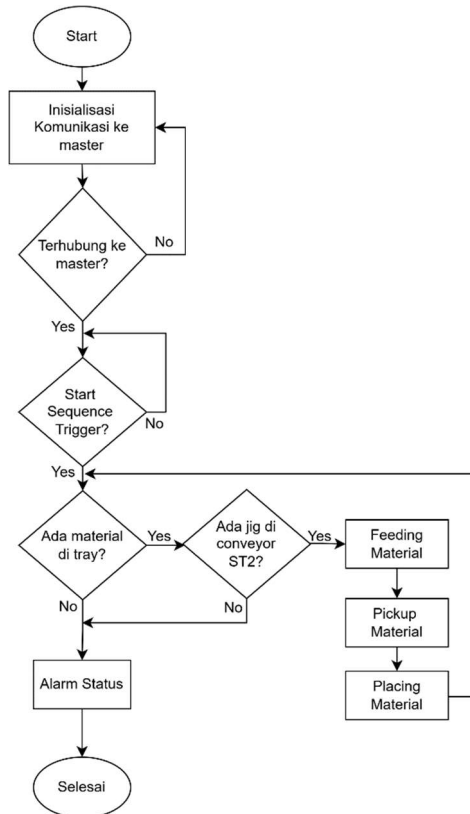 Start
Inisialisasi
Komunikasi ke
master
Terhubung ke
master?
No
Yes
Start
Sequence
Trigger?
No
Yes
Ada material
di tray?
Yes
Ada jig di
conveyor
ST2?
Yes
Feeding
Material
No
No
Pickup
Material
Alarm Status
Placing
Material
Selesai